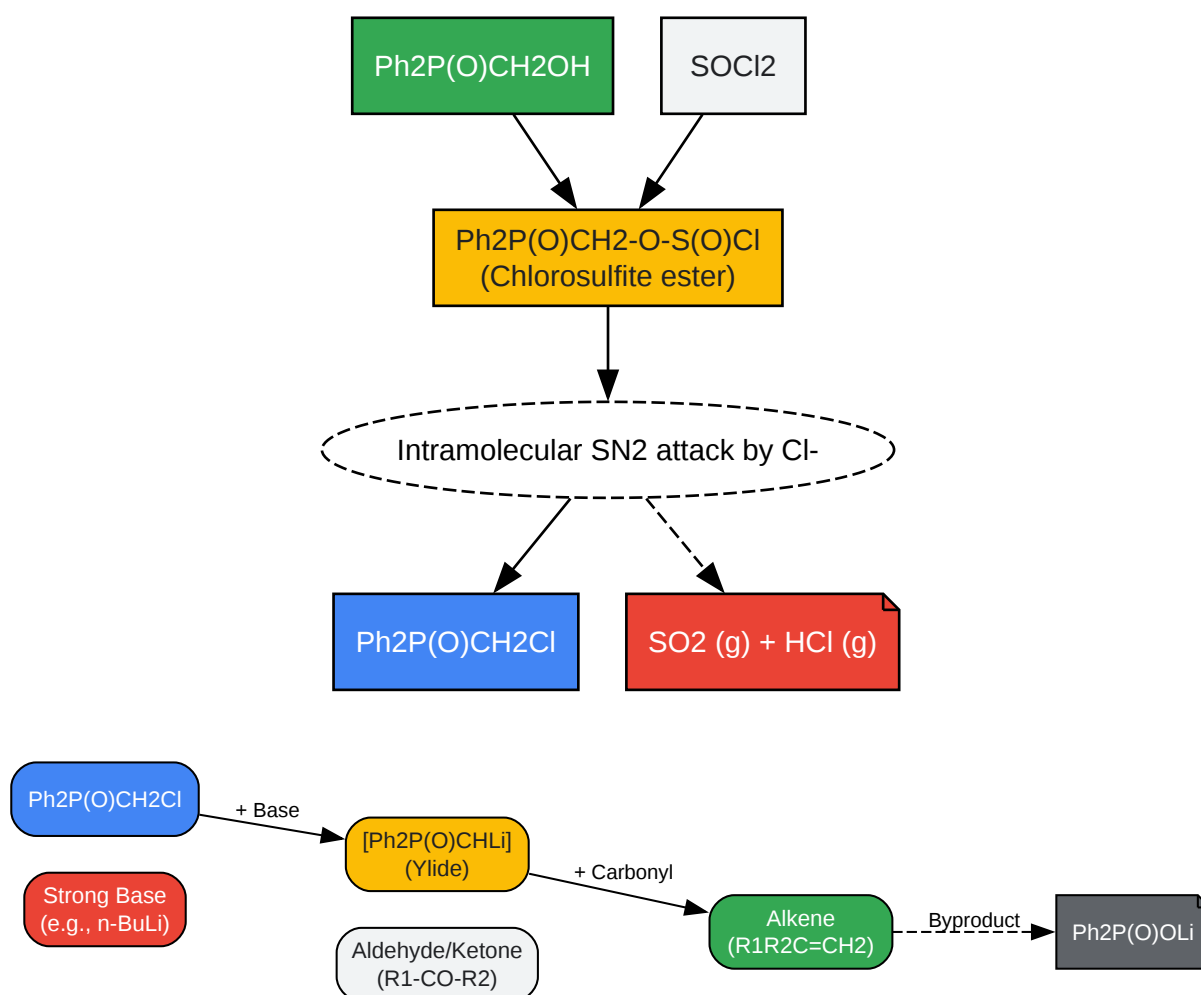 Ph2P(O)CH2OH
SOCl2
Ph2P(O)CH2-O-S(O)Cl
(Chlorosulfite ester)
Intramolecular SN2 attack by Cl-
Ph2P(O)CH2Cl
SO2 (g) + HCl (g)
Ph2P(O)CH2Cl
+ Base
[Ph2P(O)CHLi]
(Ylide)
Strong Base
(e.g., n-BuLi)
+ Carbonyl
Alkene
(R1R2C=CH2)
Byproduct
Ph2P(O)OLi
Aldehyde/Ketone
(R1-CO-R2)